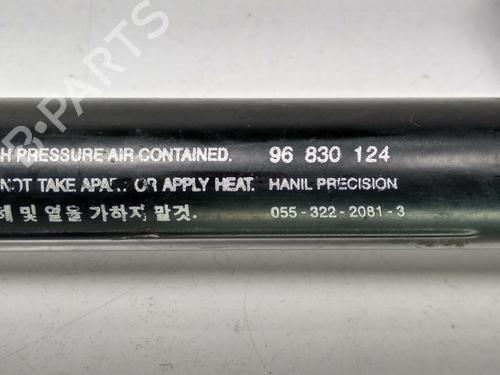 B-PARTS
H PRESSURE AIR CONTAINED. 96 830 124
NOT TAKE APART OR APPLY HEAT. HANIL PRECISION
해 및 열을 가하지 말것. 055-322-2081-3